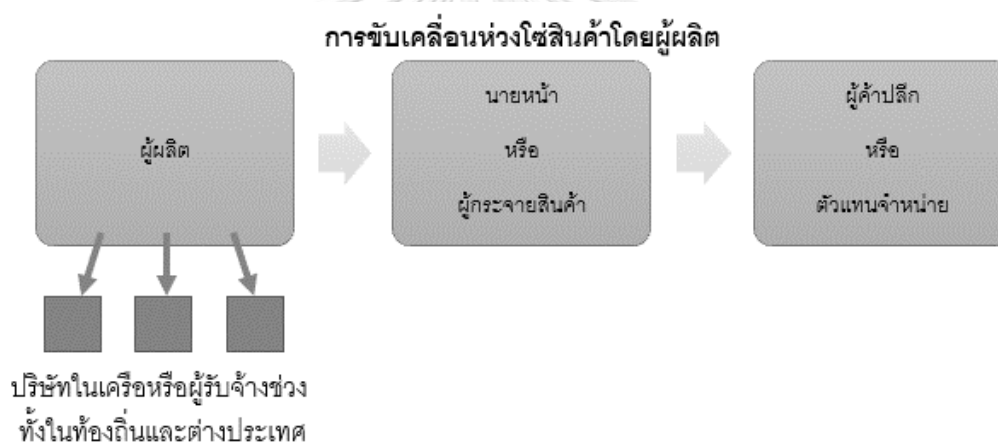 การขับเคลื่อนห่วงโซ่สินค้าโดยผู้ผลิต
ผู้ผลิต
นายหน้า
หรือ
ผู้กระจายสินค้า
ผู้ค้าปลีก
หรือ
ตัวแทนจำหน่าย
ปริษัทในเครือหรือผู้รับจ้างช่วง
ทั้งในท้องถิ่นและต่างประเทศ